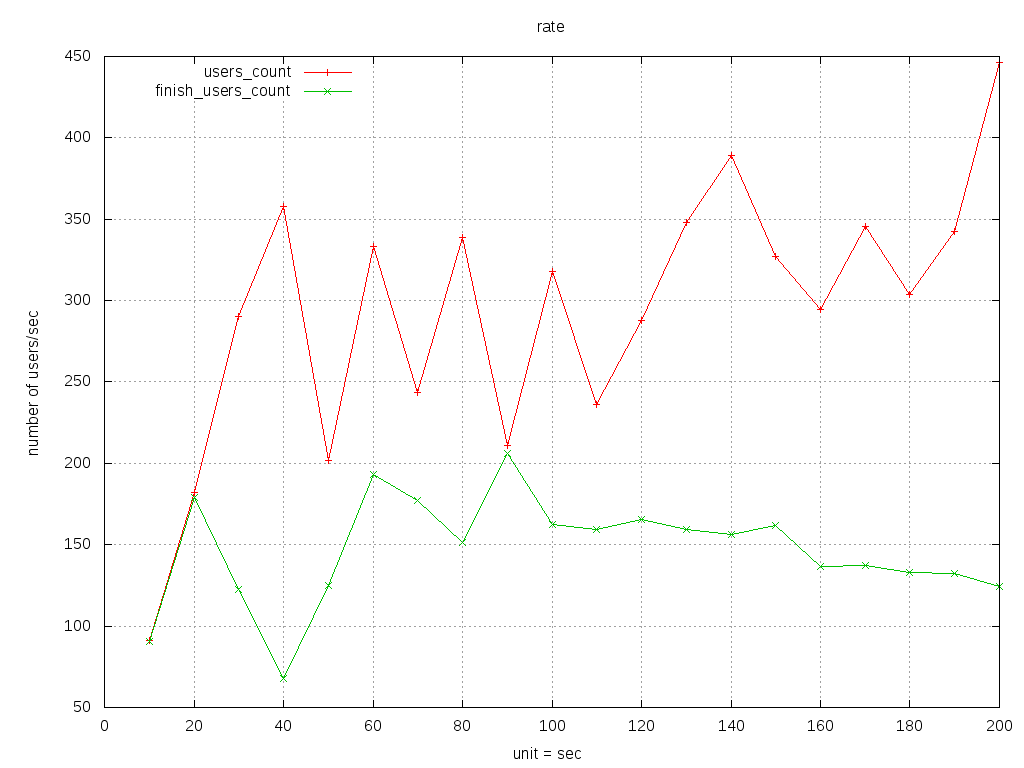 rate
users_count
finish_users_count
450
400
350
300
250
200
150
100
50
number of users/sec
0 20 40 60 80 100 120 140 160 180 200
unit = sec